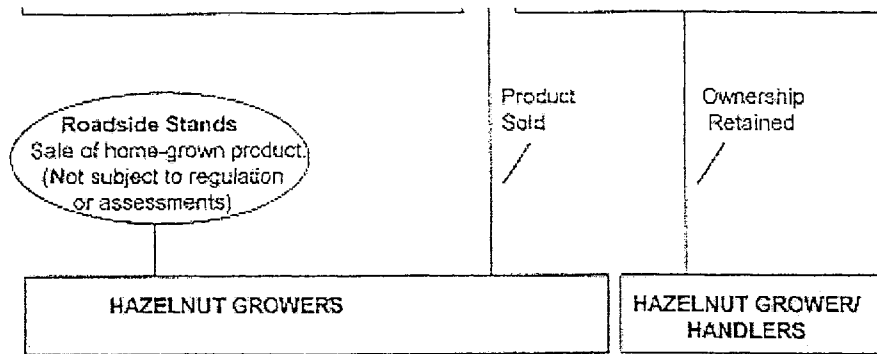 Roadside Stands
Sale of home-grown product.
(Not subject to regulation
or assessments)
Product
Sold
Ownership
Retained
HAZELNUT GROWERS
HAZELNUT GROWER/
HANDLERS